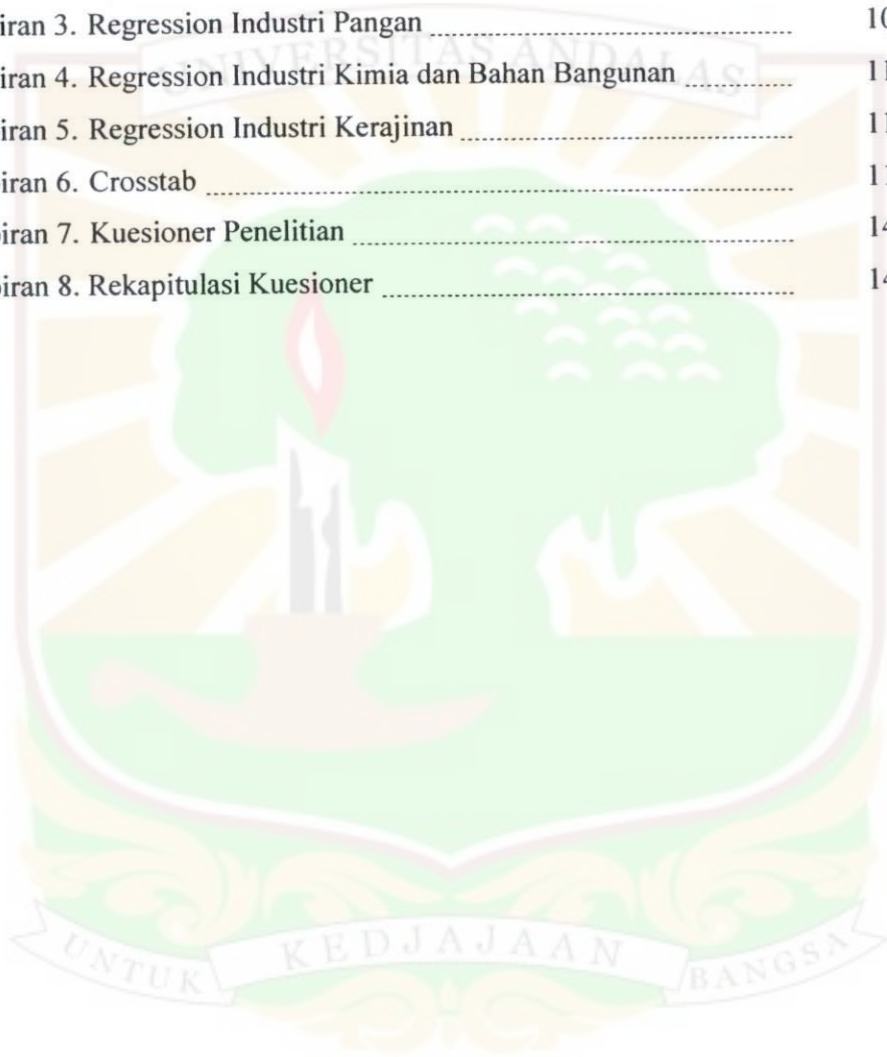 iran 3. Regression Industri Pangan
UNIVERSITAS ANDALAS
iran 4. Regression Industri Kimia dan Bahan Bangunan
iran 5. Regression Industri Kerajinan
iran 6. Crosstab
iran 7. Kuesioner Penelitian
iran 8. Rekapitulasi Kuesioner
UNTUK KEDJAJAAN BANGSA